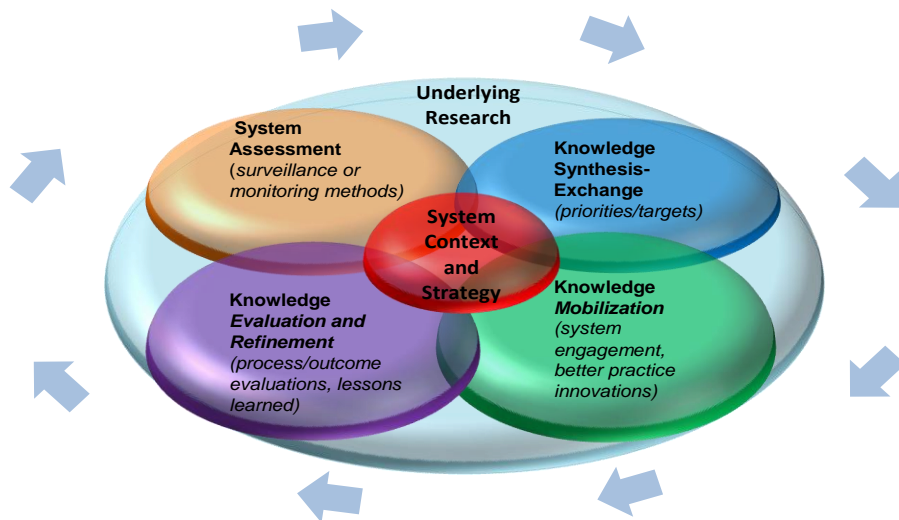 Underlying
Research
System
Assessment
(surveillance or
monitoring methods)
Knowledge
Synthesis-
Exchange
(priorities/targets)
System
Context
and
Strategy
Knowledge
Evaluation and
Refinement
(process/outcome
evaluations, lessons
learned)
Knowledge
Mobilization
(system
engagement,
better practice
innovations)